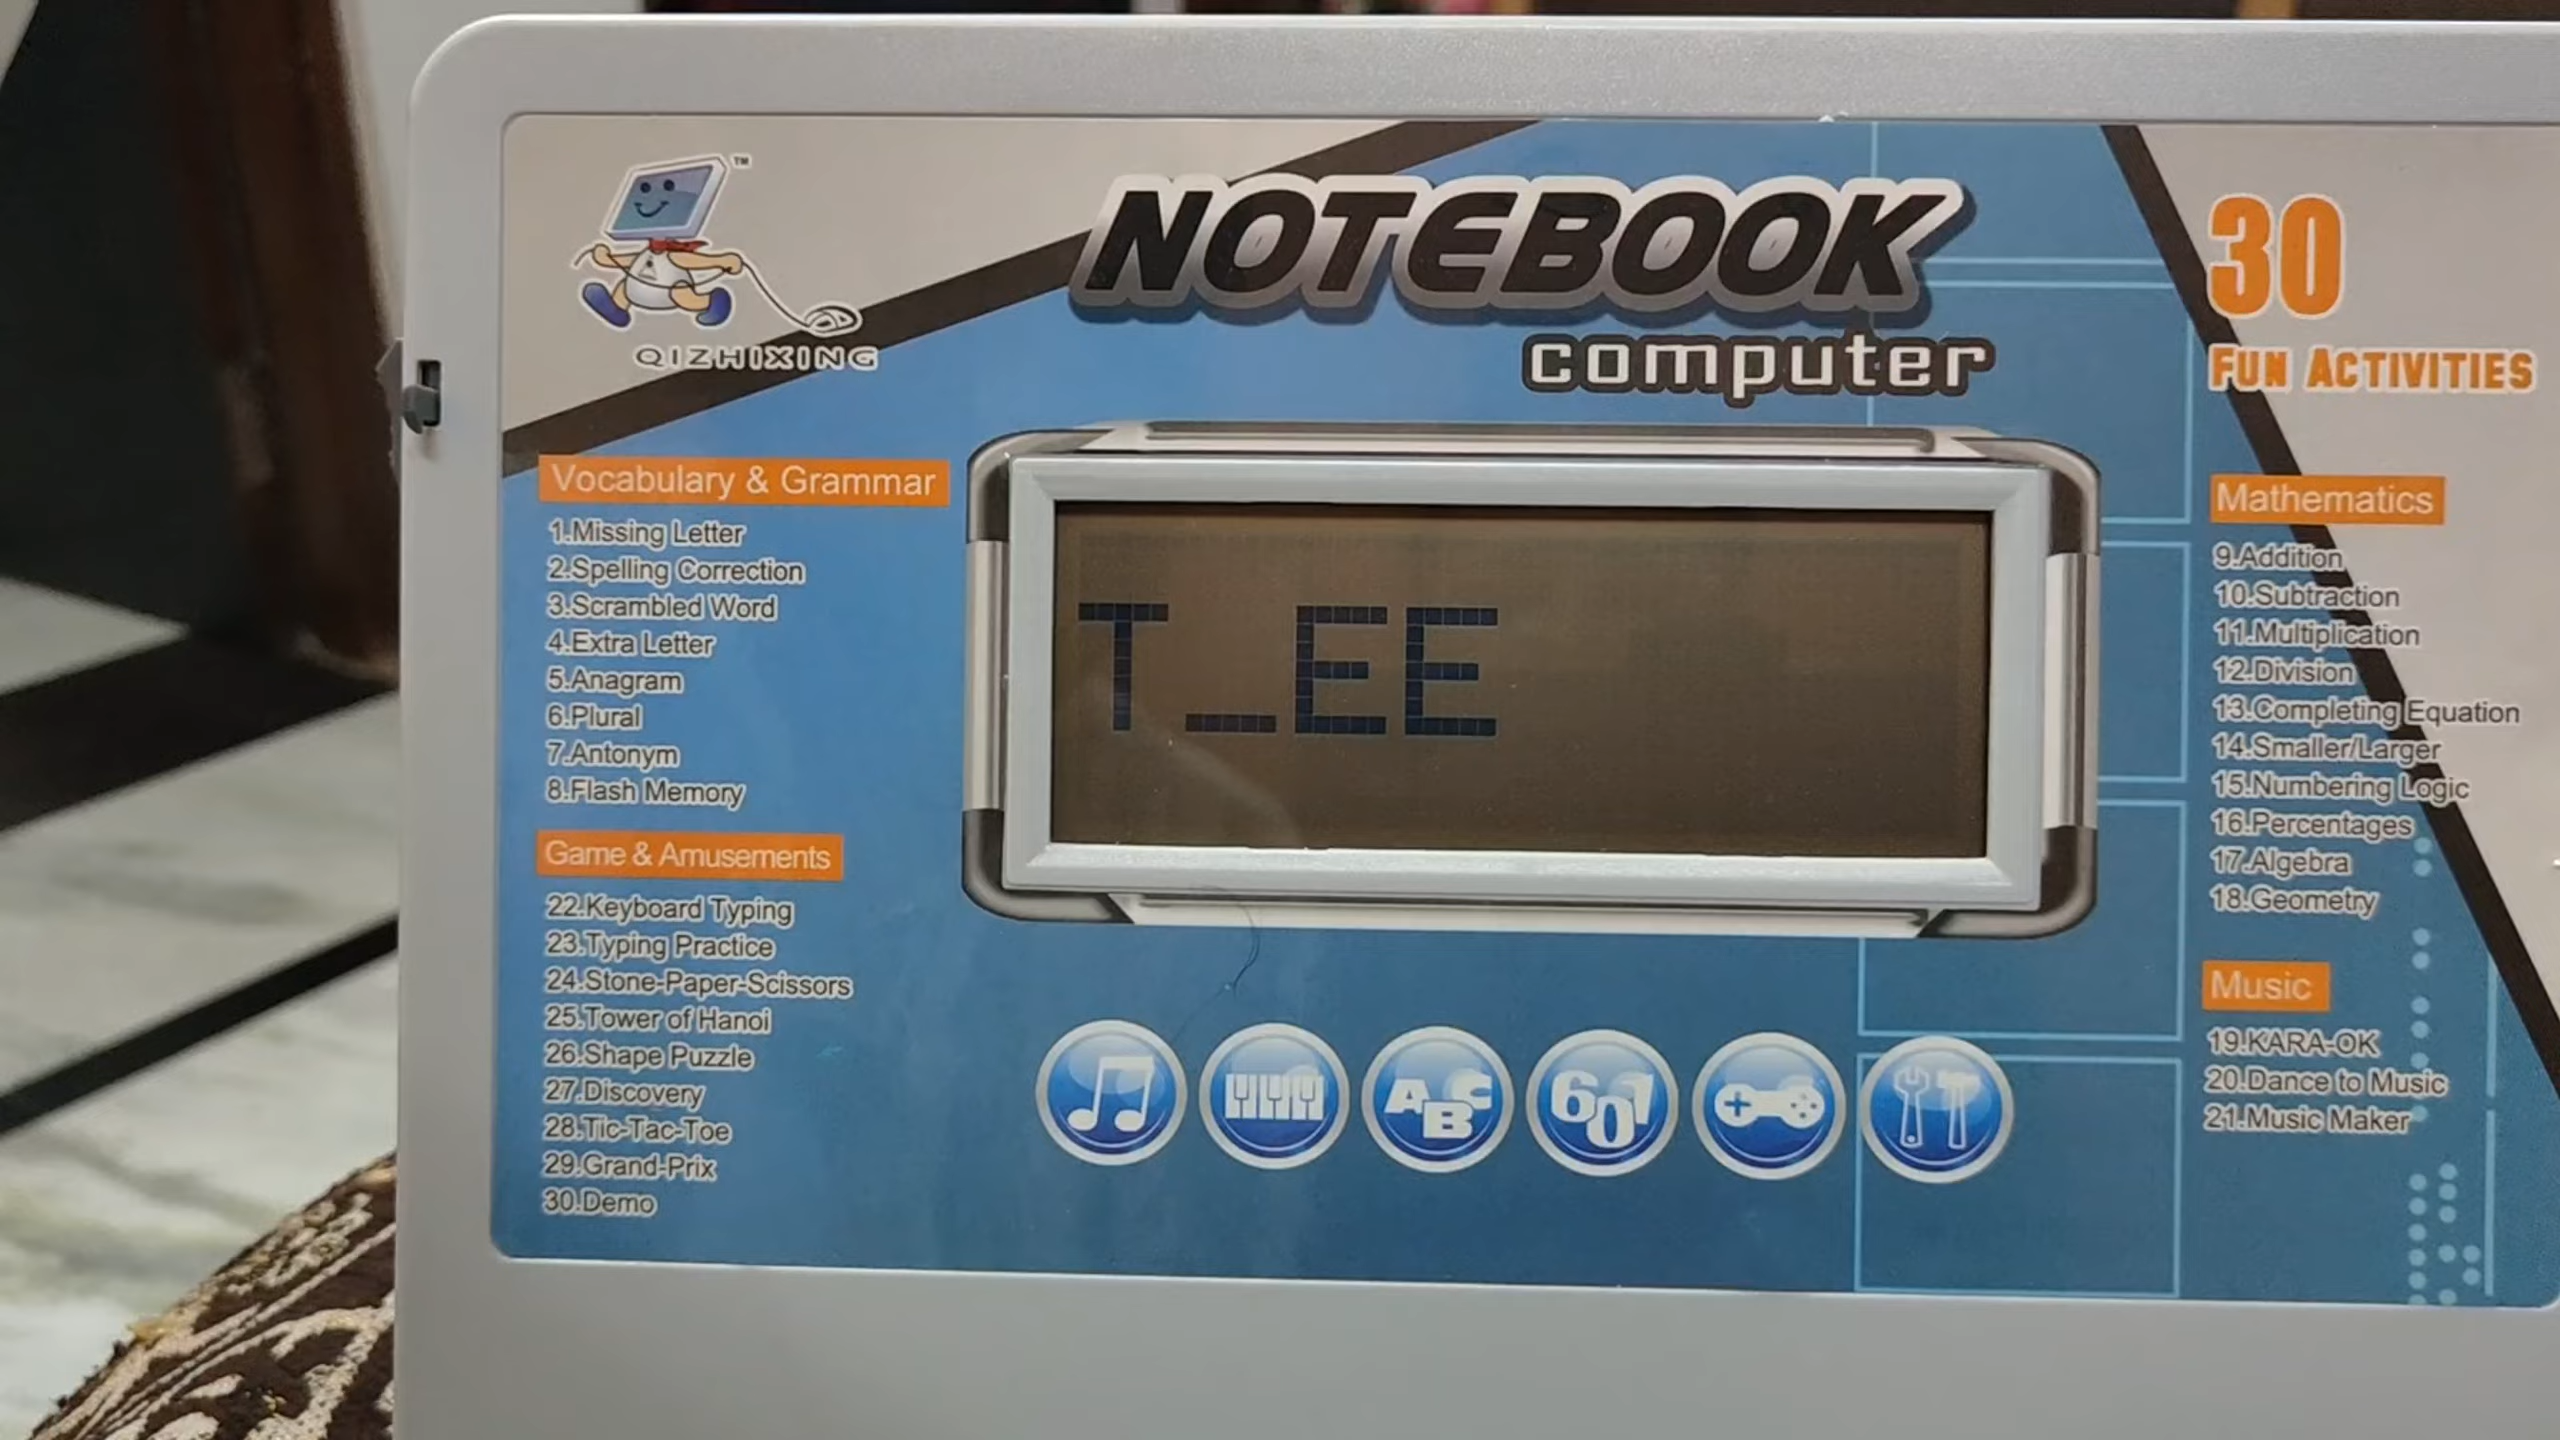 ™
QIZHIXING
NOTEBOOK
computer
30
FUN ACTIVITIES
Vocabulary & Grammar
1.Missing Letter
2.Spelling Correction
3.Scrambled Word
4.Extra Letter
5.Anagram
6.Plural
7.Antonym
8.Flash Memory
Game & Amusements
22.Keyboard Typing
23.Typing Practice
24.Stone-Paper-Scissors
25.Tower of Hanoi
26.Shape Puzzle
27.Discovery
28.Tic-Tac-Toe
29.Grand-Prix
30.Demo
T_EE
ABC
601
Mathematics
9.Addition
10.Subtraction
11.Multiplication
12.Division
13.Completing Equation
14.Smaller/Larger
15.Numbering Logic
16.Percentages
17.Algebra
18.Geometry
Music
19.KARA-OK
20.Dance to Music
21.Music Maker